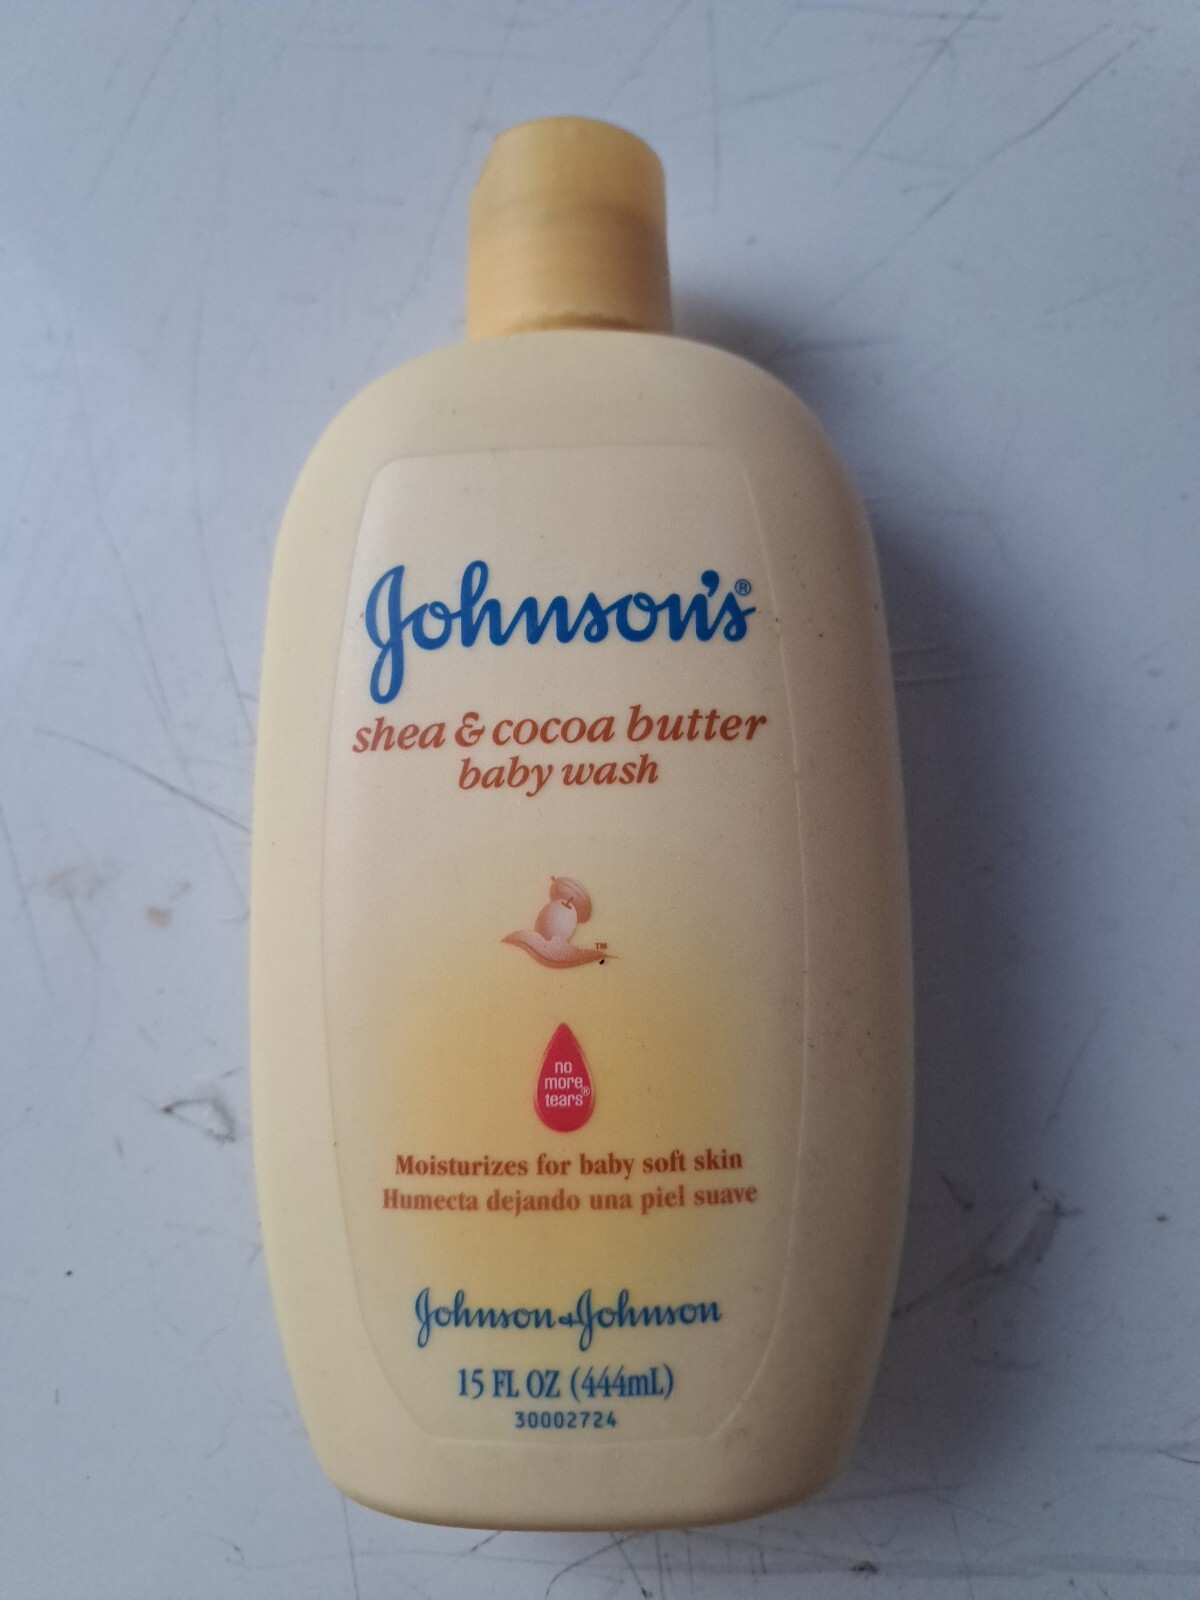 Johnson's®
shea & cocoa butter
baby wash
™
no
more
tears®
Moisturizes for baby soft skin
Humecta dejando una piel suave
Johnson & Johnson
15 FL OZ (444mL)
30002724